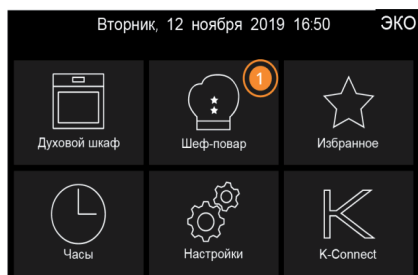 Вторник, 12 ноября 2019 16:50 ЭКО
1
Духовой шкаф Шеф-повар Избранное
Часы Настройки K-Connect